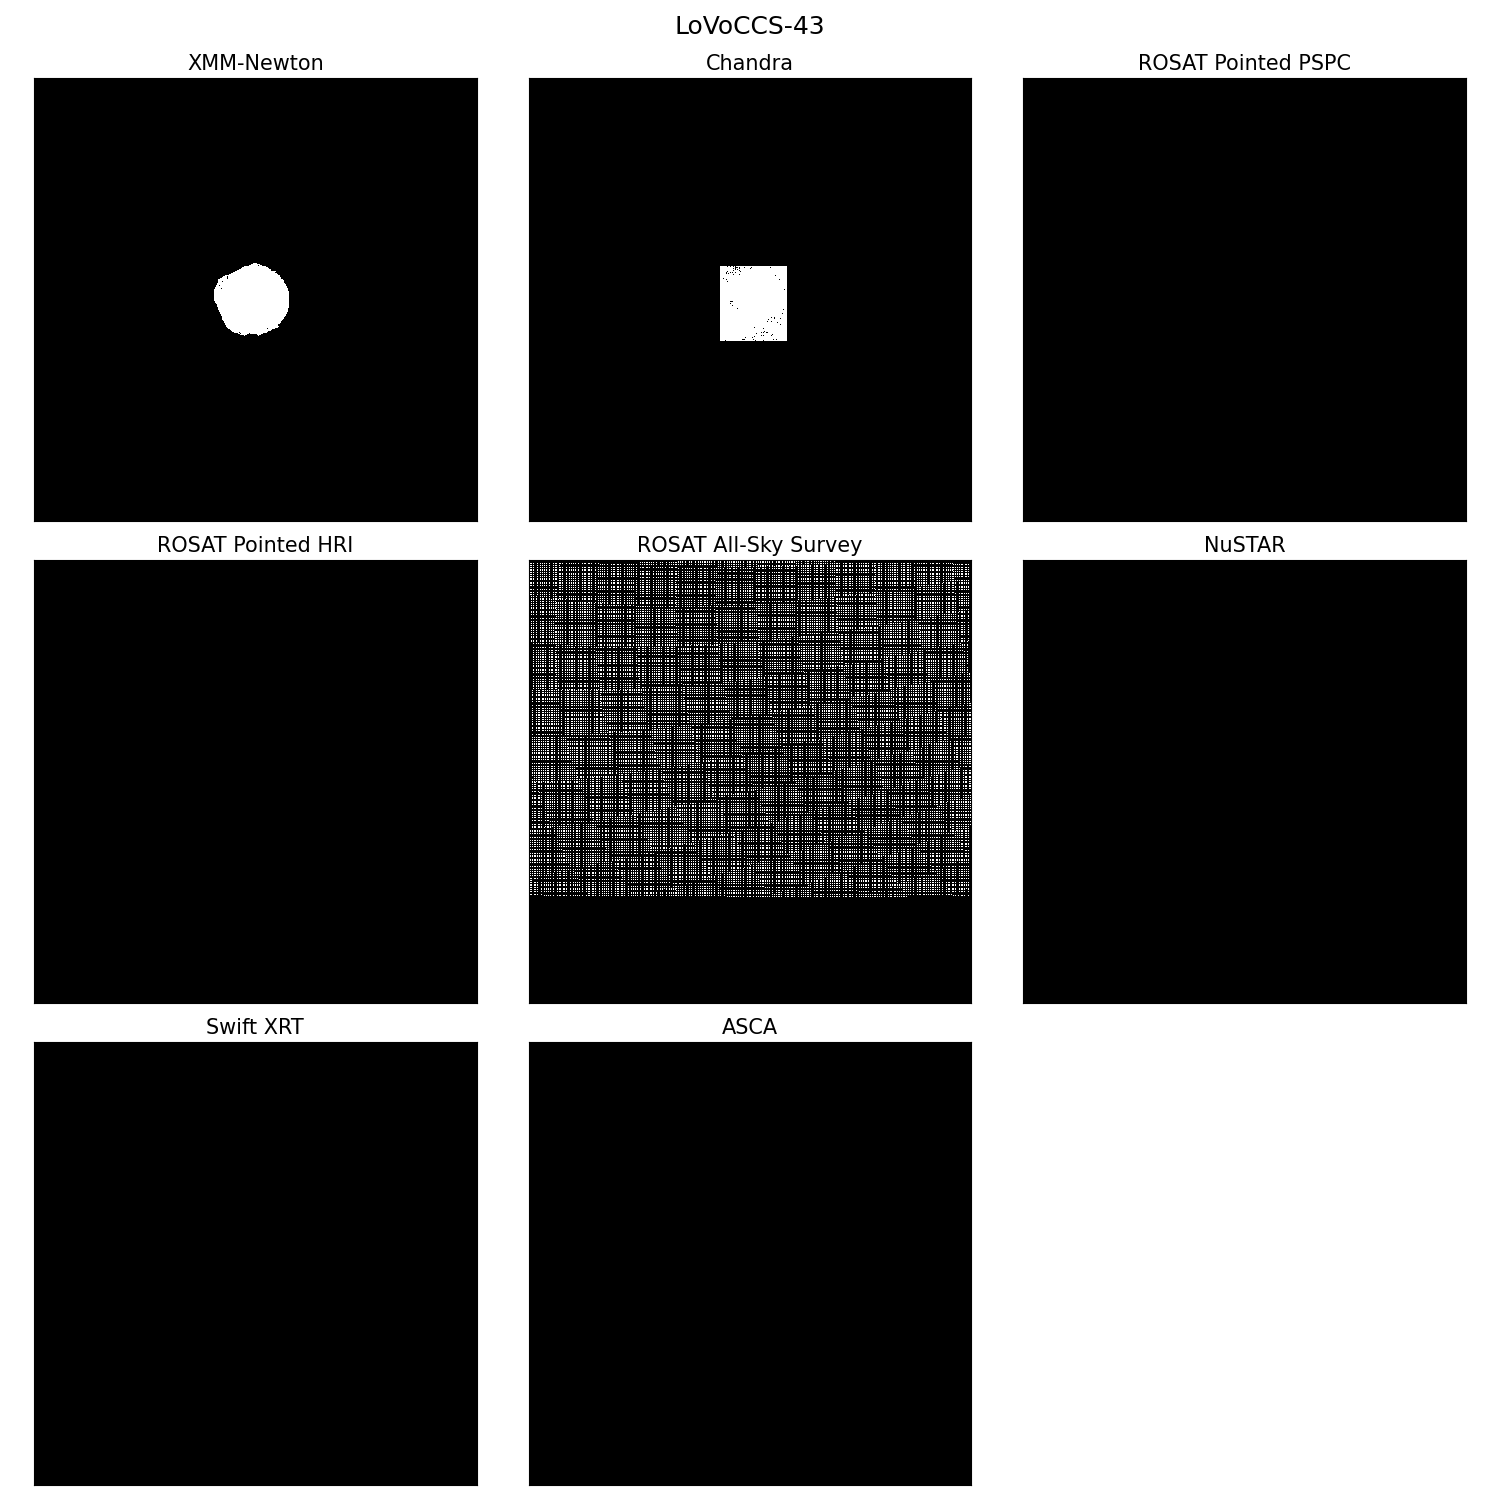 LoVoCCS-43
XMM-Newton
Chandra
ROSAT Pointed PSPC
ROSAT Pointed HRI
ROSAT All-Sky Survey
NuSTAR
Swift XRT
ASCA